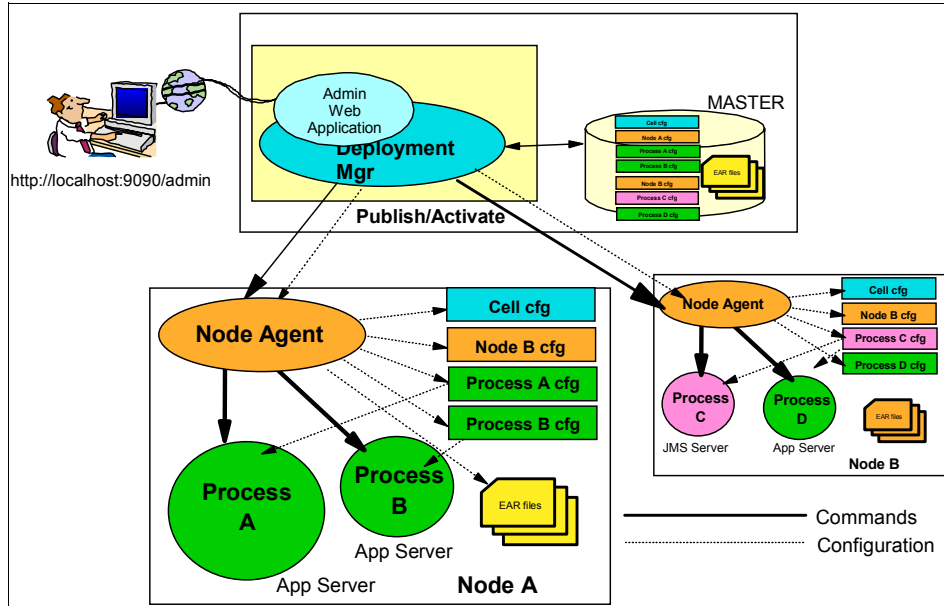 Admin
Web
Application
Deployment
Mgr
Publish/Activate
http://localhost:9090/admin
MASTER
Cell cfg
Node A cfg
Process A cfg
Process B cfg
Node B cfg
Process C cfg
Process D cfg
EAR files
Node Agent
Cell cfg
Node B cfg
Process A cfg
Process B cfg
Process
A
App Server
Process
B
App Server
EAR files
Node A
Node Agent
Cell cfg
Node B cfg
Process C cfg
Process D cfg
Process
C
JMS Server
Process
D
App Server
EAR files
Node B
Commands
Configuration